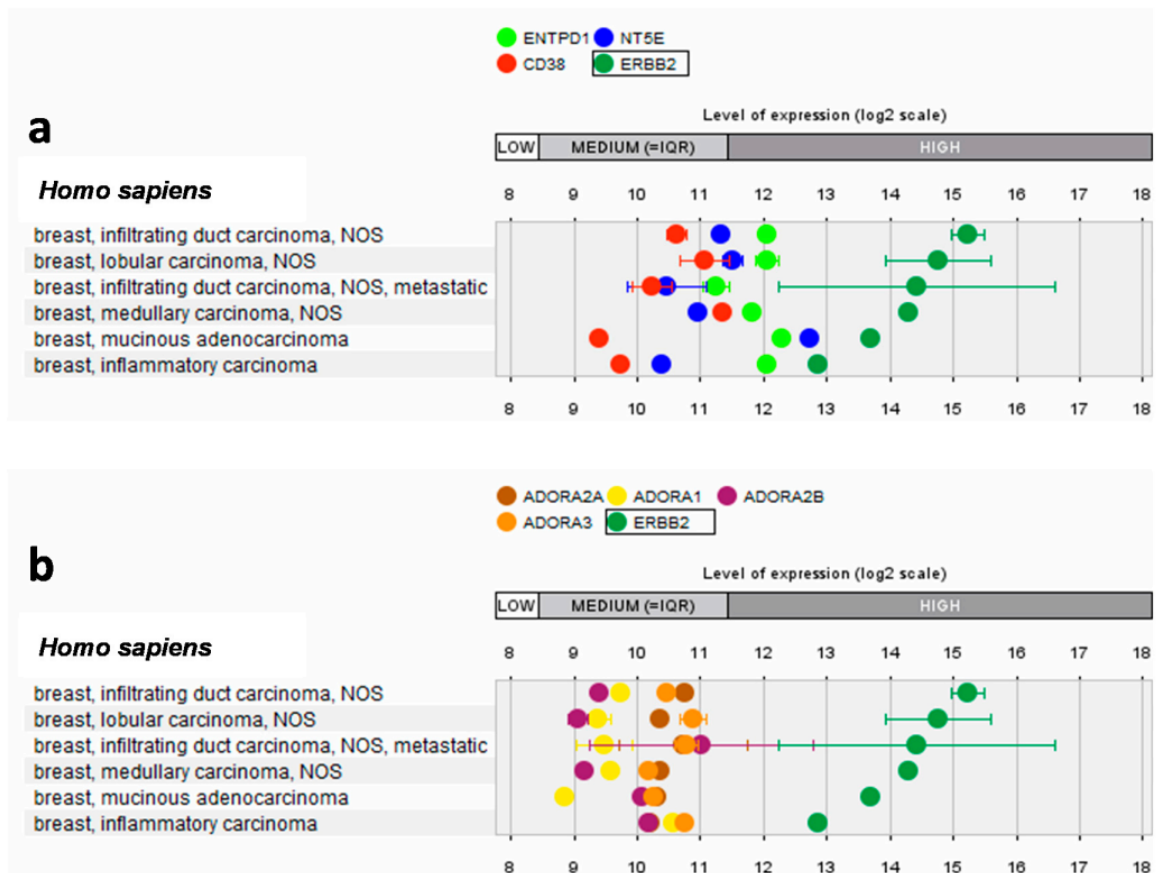 ENTPD1 NT5E
CD38 ERBB2
Level of expression (log2 scale)
a
LOW MEDIUM (=IQR) HIGH
Homo sapiens
8 9 10 11 12 13 14 15 16 17 18
breast, infiltrating duct carcinoma, NOS
breast, lobular carcinoma, NOS
breast, infiltrating duct carcinoma, NOS, metastatic
breast, medullary carcinoma, NOS
breast, mucinous adenocarcinoma
breast, inflammatory carcinoma
8 9 10 11 12 13 14 15 16 17 18
ADORA2A ADORA1 ADORA2B
ADORA3 ERBB2
b
Level of expression (log2 scale)
LOW MEDIUM (=IQR) HIGH
Homo sapiens
8 9 10 11 12 13 14 15 16 17 18
breast, infiltrating duct carcinoma, NOS
breast, lobular carcinoma, NOS
breast, infiltrating duct carcinoma, NOS, metastatic
breast, medullary carcinoma, NOS
breast, mucinous adenocarcinoma
breast, inflammatory carcinoma
8 9 10 11 12 13 14 15 16 17 18